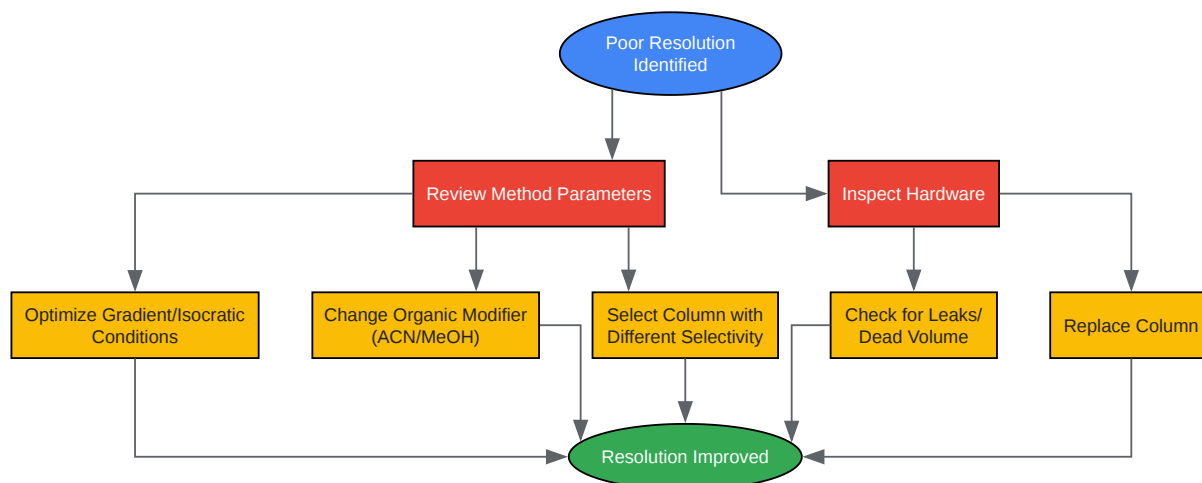 Poor Resolution
Identified
Review Method Parameters
Inspect Hardware
Optimize Gradient/Isocratic
Conditions
Change Organic Modifier
(ACN/MeOH)
Select Column with
Different Selectivity
Check for Leaks/
Dead Volume
Replace Column
Resolution Improved